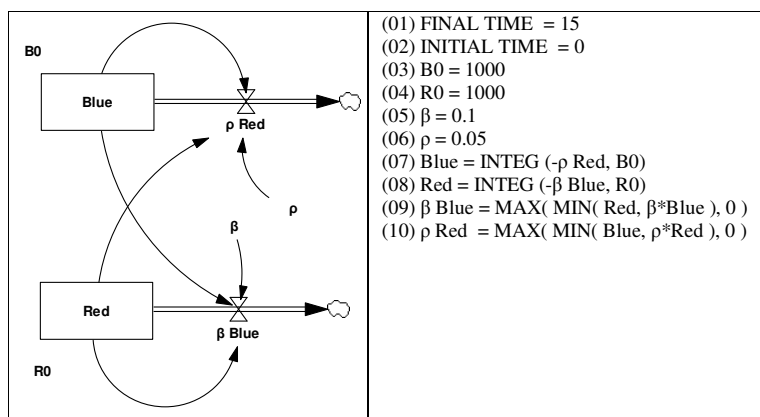 B0
Blue
ρ Red
ρ
β
Red
β Blue
R0
(01) FINAL TIME = 15
(02) INITIAL TIME = 0
(03) B0 = 1000
(04) R0 = 1000
(05) β = 0.1
(06) ρ = 0.05
(07) Blue = INTEG (-ρ Red, B0)
(08) Red = INTEG (-β Blue, R0)
(09) β Blue = MAX( MIN( Red, β*Blue ), 0 )
(10) ρ Red = MAX( MIN( Blue, ρ*Red ), 0 )